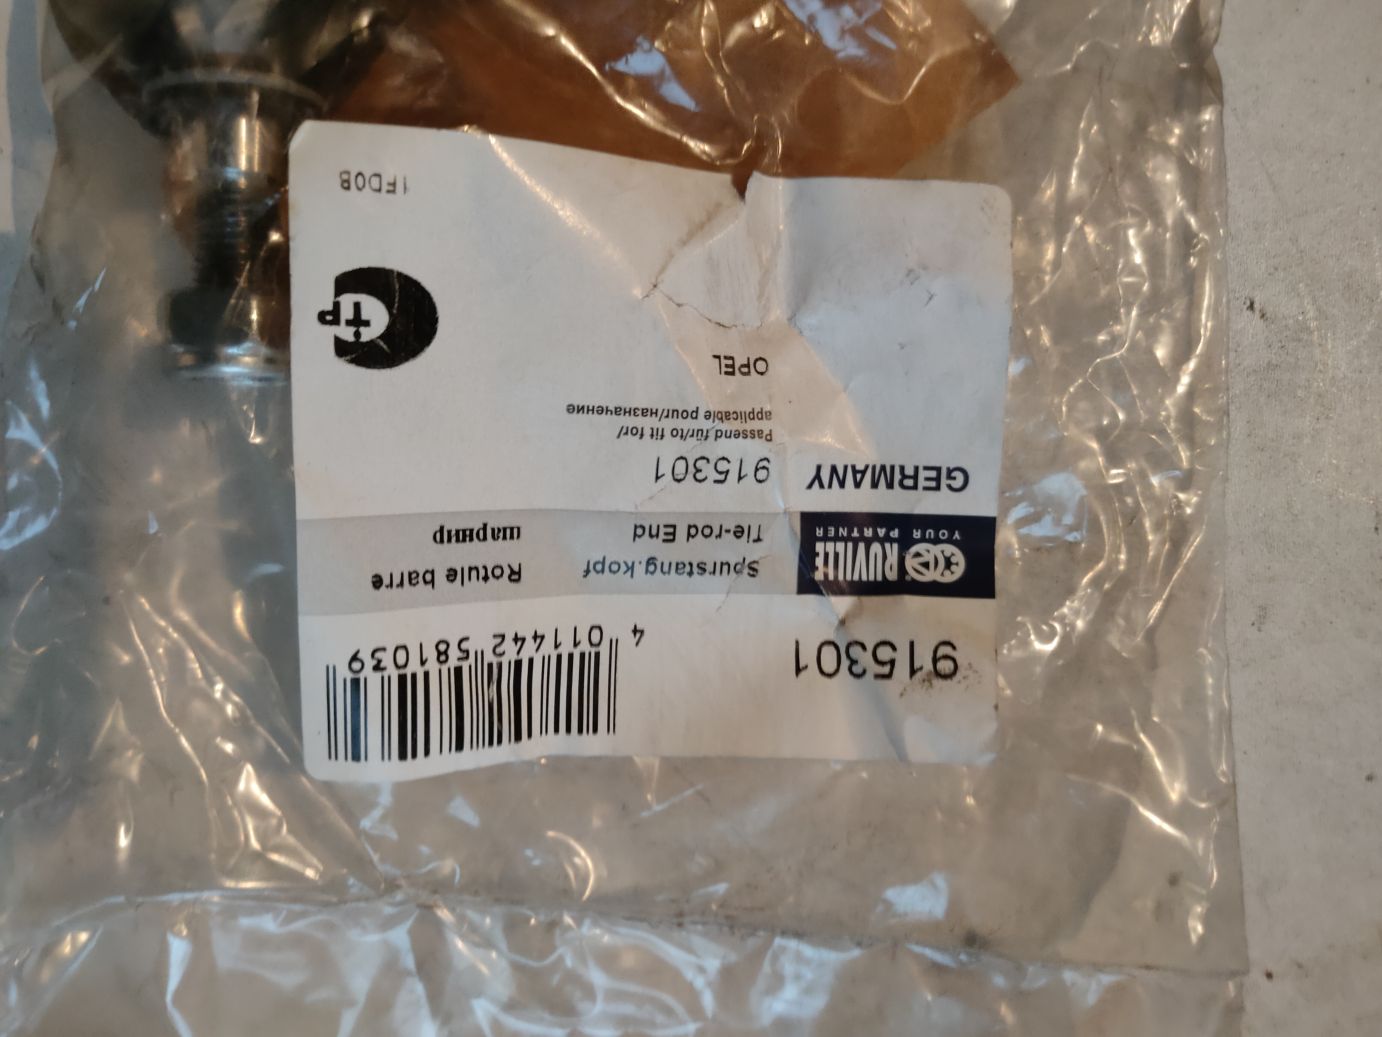 915301
4 011442 581039
RUVILLE
YOUR PARTNER
Spurstang.kopf
Rotule barre
Tie-rod End
шарнир
GERMANY
915301
Passend für/to fit for/
applicable pour/назначение
OPEL
TP
1FD0B